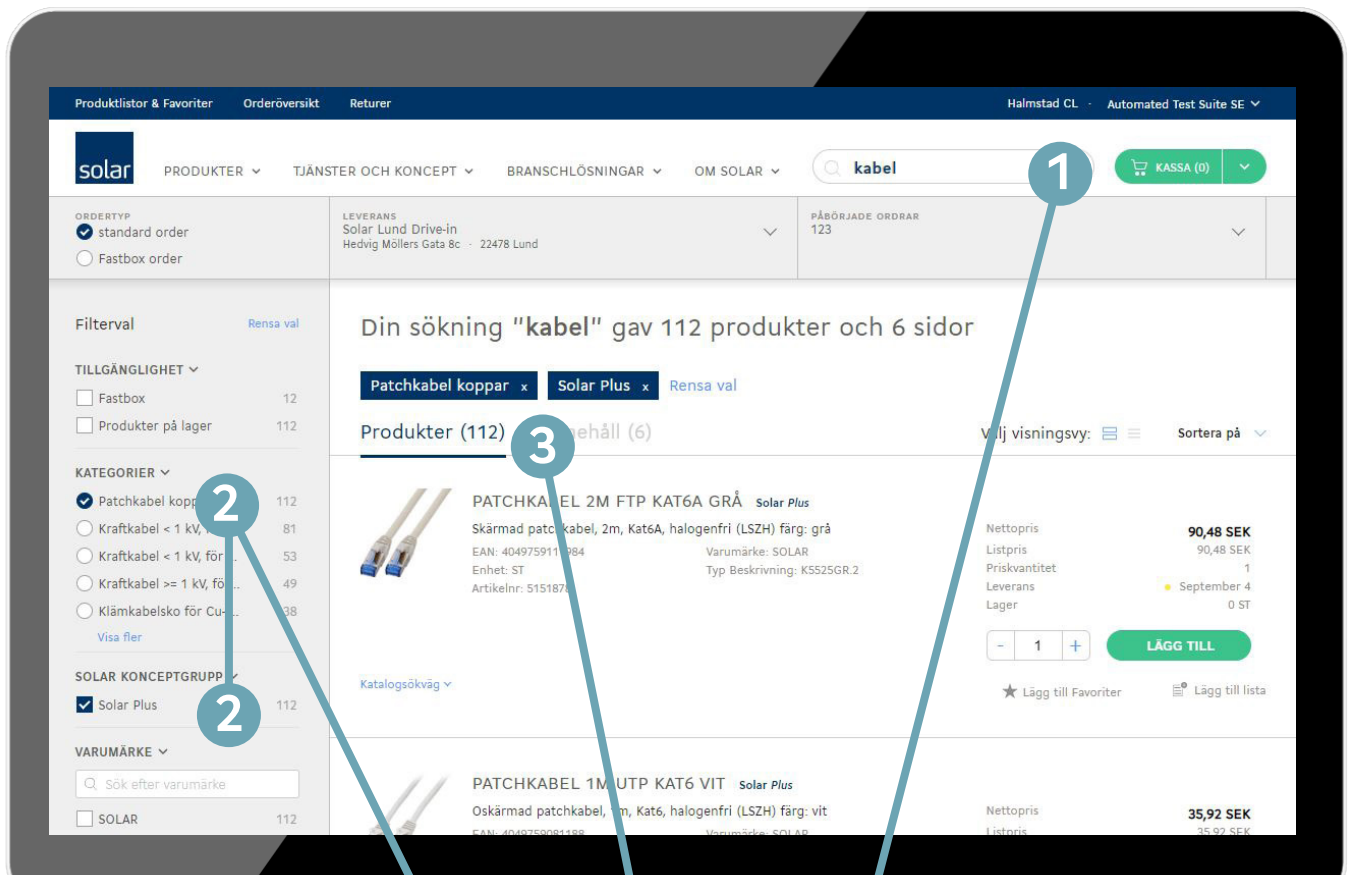 Produktlistor & Favoriter Orderöversikt Returer Halmstad CL - Automated Test Suite SE
solar PRODUKTER TJÄNSTER OCH KONCEPT BRANSCHLÖSNINGAR OM SOLAR kabel 1 KASSA (0)
ORDERTYP
standard order
Fastbox order
LEVERANS
Solar Lund Drive-in
Hedvig Möllers Gata 8c - 22478 Lund
PÅBÖRJADE ORDRAR
123
Filterval Rensa val
TILLGÄNGLIGHET
Fastbox 12
Produkter på lager 112
KATEGORIER
Patchkabel 2 112
Kraftkabel < 1 kV, 81
Kraftkabel < 1 kV, för ... 53
Kraftkabel >= 1 kV, 49
Klämkabelsko för 38
Visa fler
SOLAR KONCEPTGRUPP
Solar Plus 2 112
VARUMÄRKE
Sök efter varumärke
SOLAR 112
Din sökning "kabel" gav 112 produkter och 6 sidor
Patchkabel koppar x Solar Plus x Rensa val
Produkter (112) 3 (6) visningsvy: Sortera på
PATCHKABEL 2M FTP KAT6A GRÅ Solar Plus
Skärmad patchkabel, 2m, Kat6A, halogenfri (LSZH) färg: grå
EAN: Varumärke: SOLAR
Enhet: ST Typ Beskrivning: K5525GR.2
Artikelnr:
Nettopris 90,48 SEK
Listpris 90,48 SEK
Priskvantitet 1
Leverans September 4
Lager 0 ST
- 1 + LÄGG TILL
Katalogsökväg Lägg till Favoriter Lägg till lista
PATCHKABEL 1M UTP KAT6 VIT Solar Plus
Oskärmad patchkabel, Kat6, halogenfri (LSZH) färg: vit
EAN: 4049759081188 Varumärke: SOLAR
Nettopris 35,92 SEK
Listpris 35,92 SEK